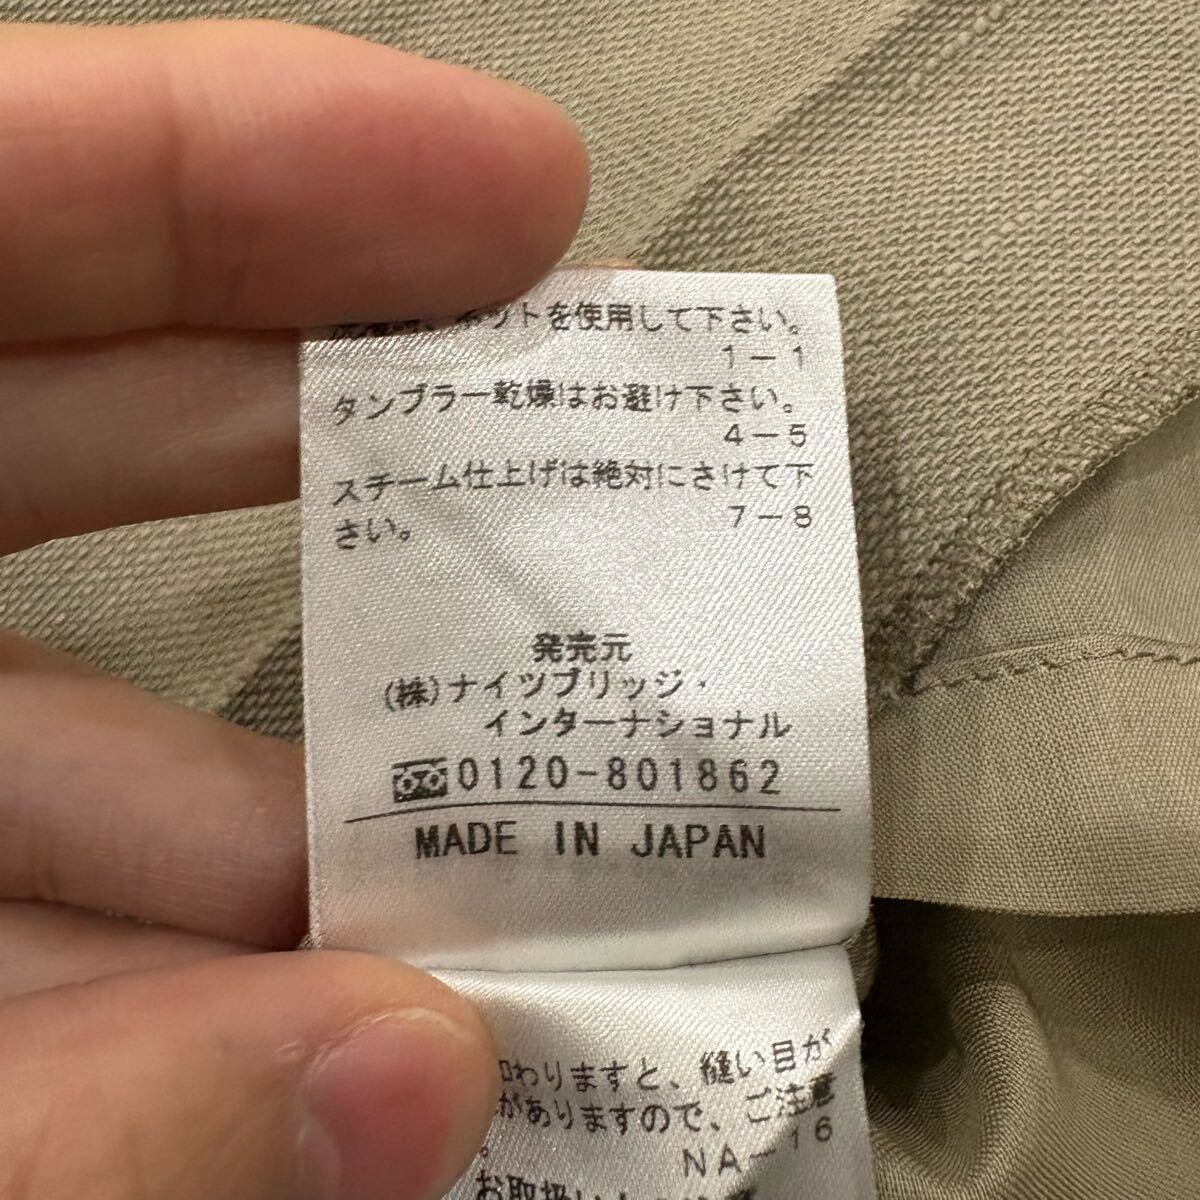 ネットを使用して下さい。
1-1
タンブラー乾燥はお避け下さい。
4-5
スチーム仕上げは絶対にさけて下
さい。
7-8
発売元
(株)ナイツブリッジ・
インターナショナル
0120-801862
MADE IN JAPAN
わりますと、縫い目が
がありますので、ご注意
。
NA-16
お取扱い